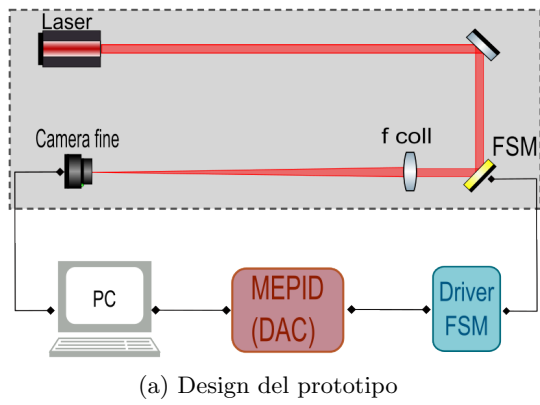 Laser
Camera fine
f coll
FSM
PC
MEPID
(DAC)
Driver
FSM
(a) Design del prototipo